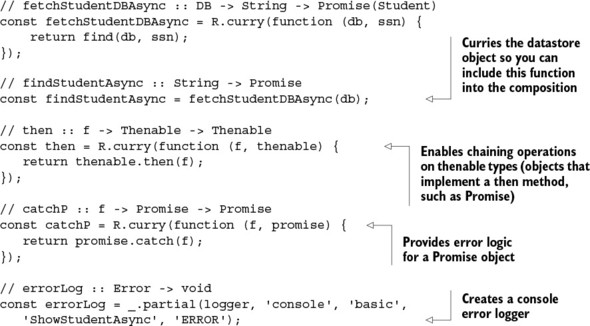 // fetchStudentDBAsync :: DB -> String -> Promise(Student)
const fetchStudentDBAsync = R.curry(function (db, ssn) {
    return find(db, ssn);
});
Curries the datastore
object so you can
include this function
into the composition
// findStudentAsync :: String -> Promise
const findStudentAsync = fetchStudentDBAsync(db);
// then :: f -> Thenable -> Thenable
const then = R.curry(function (f, thenable) {
    return thenable.then(f);
});
Enables chaining operations
on thenable types (objects that
implement a then method,
such as Promise)
// catchP :: f -> Promise -> Promise
const catchP = R.curry(function (f, promise) {
    return promise.catch(f);
});
Provides error logic
for a Promise object
// errorLog :: Error -> void
const errorLog = _.partial(logger, 'console', 'basic',
    'ShowStudentAsync', 'ERROR');
Creates a console
error logger